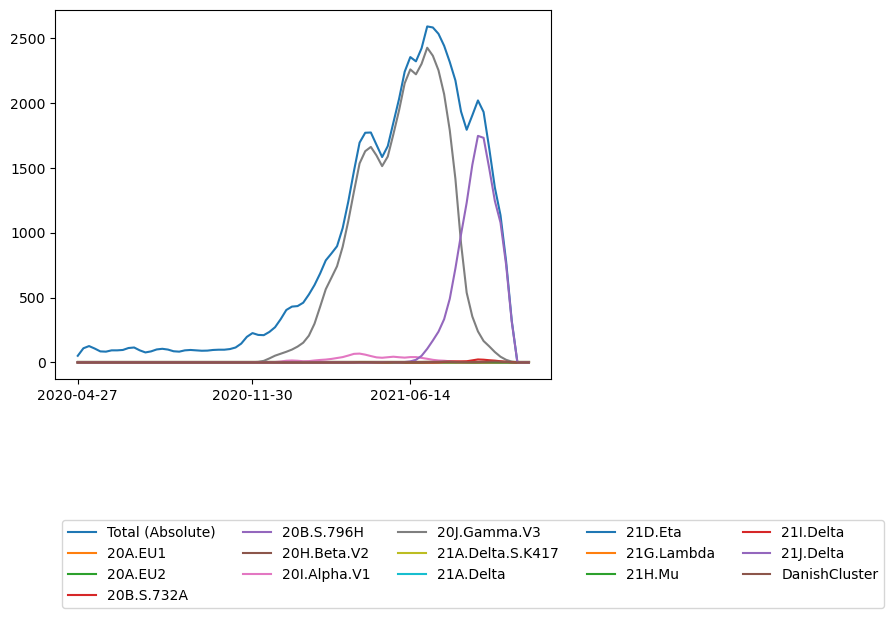 2500
2000
1500
1000
500
0
2020-04-27 2020-11-30 2021-06-14
Total (Absolute) 20B.S.796H 20J.Gamma.V3 21D.Eta 21I.Delta
20A.EU1 20H.Beta.V2 21A.Delta.S.K417 21G.Lambda 21J.Delta
20A.EU2 20I.Alpha.V1 21A.Delta 21H.Mu DanishCluster
20B.S.732A